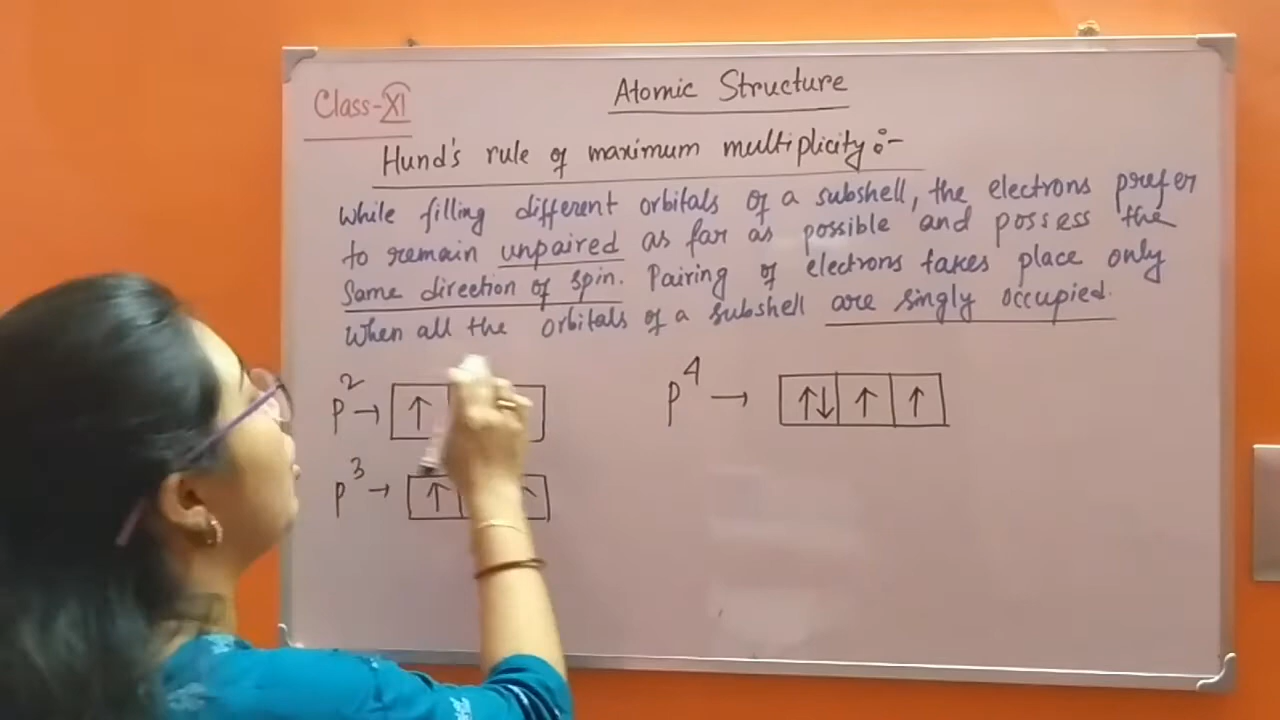 Class-XI
Atomic Structure
Hund's rule of maximum multiplicity:-
While filling different orbitals of a subshell, the electrons prefer
to remain unpaired as far as possible and possess the
Same direction of spin. Pairing of electrons takes place only
When all the orbitals of a subshell are singly occupied.
p² → ↑
p⁴ → ↑↓ ↑ ↑
p³ → ↑ ↑